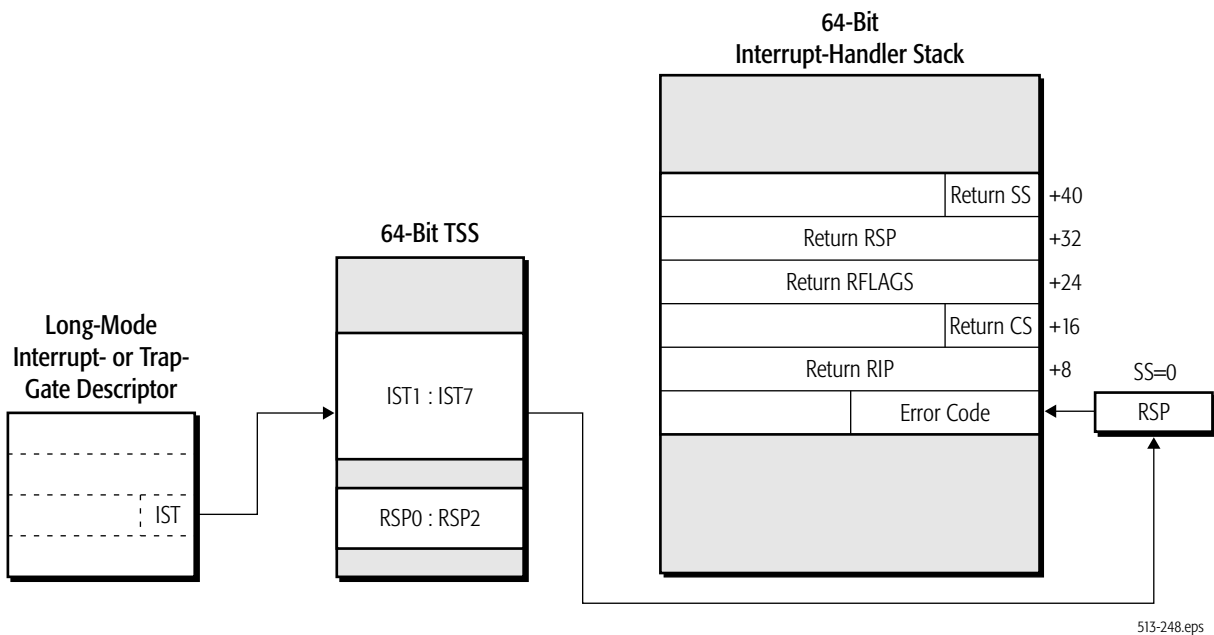 64-Bit
Interrupt-Handler Stack
Return SS
+40
Return RSP
+32
Return RFLAGS
+24
Return CS
+16
Return RIP
+8
Error Code
SS=0
RSP
64-Bit TSS
IST1 : IST7
RSP0 : RSP2
Long-Mode
Interrupt- or Trap-
Gate Descriptor
IST
513-248.eps